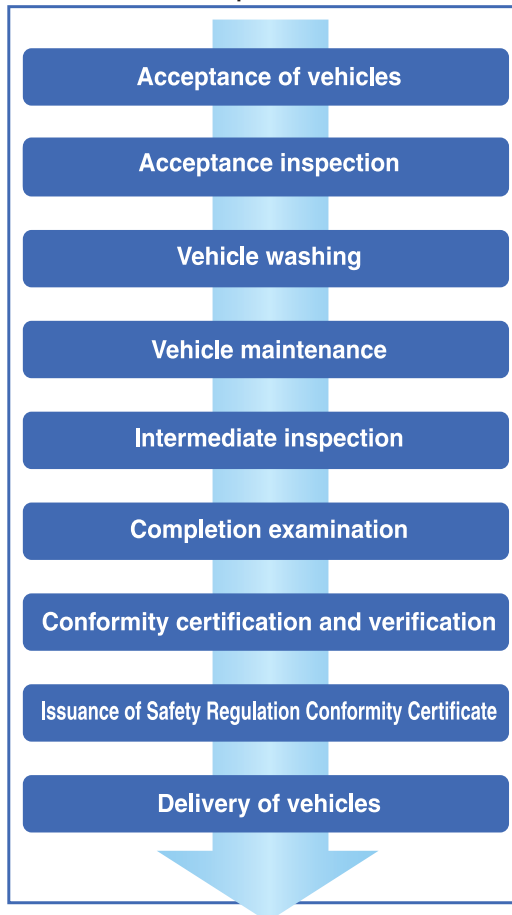 Acceptance of vehicles
Acceptance inspection
Vehicle washing
Vehicle maintenance
Intermediate inspection
Completion examination
Conformity certification and verification
Issuance of Safety Regulation Conformity Certificate
Delivery of vehicles